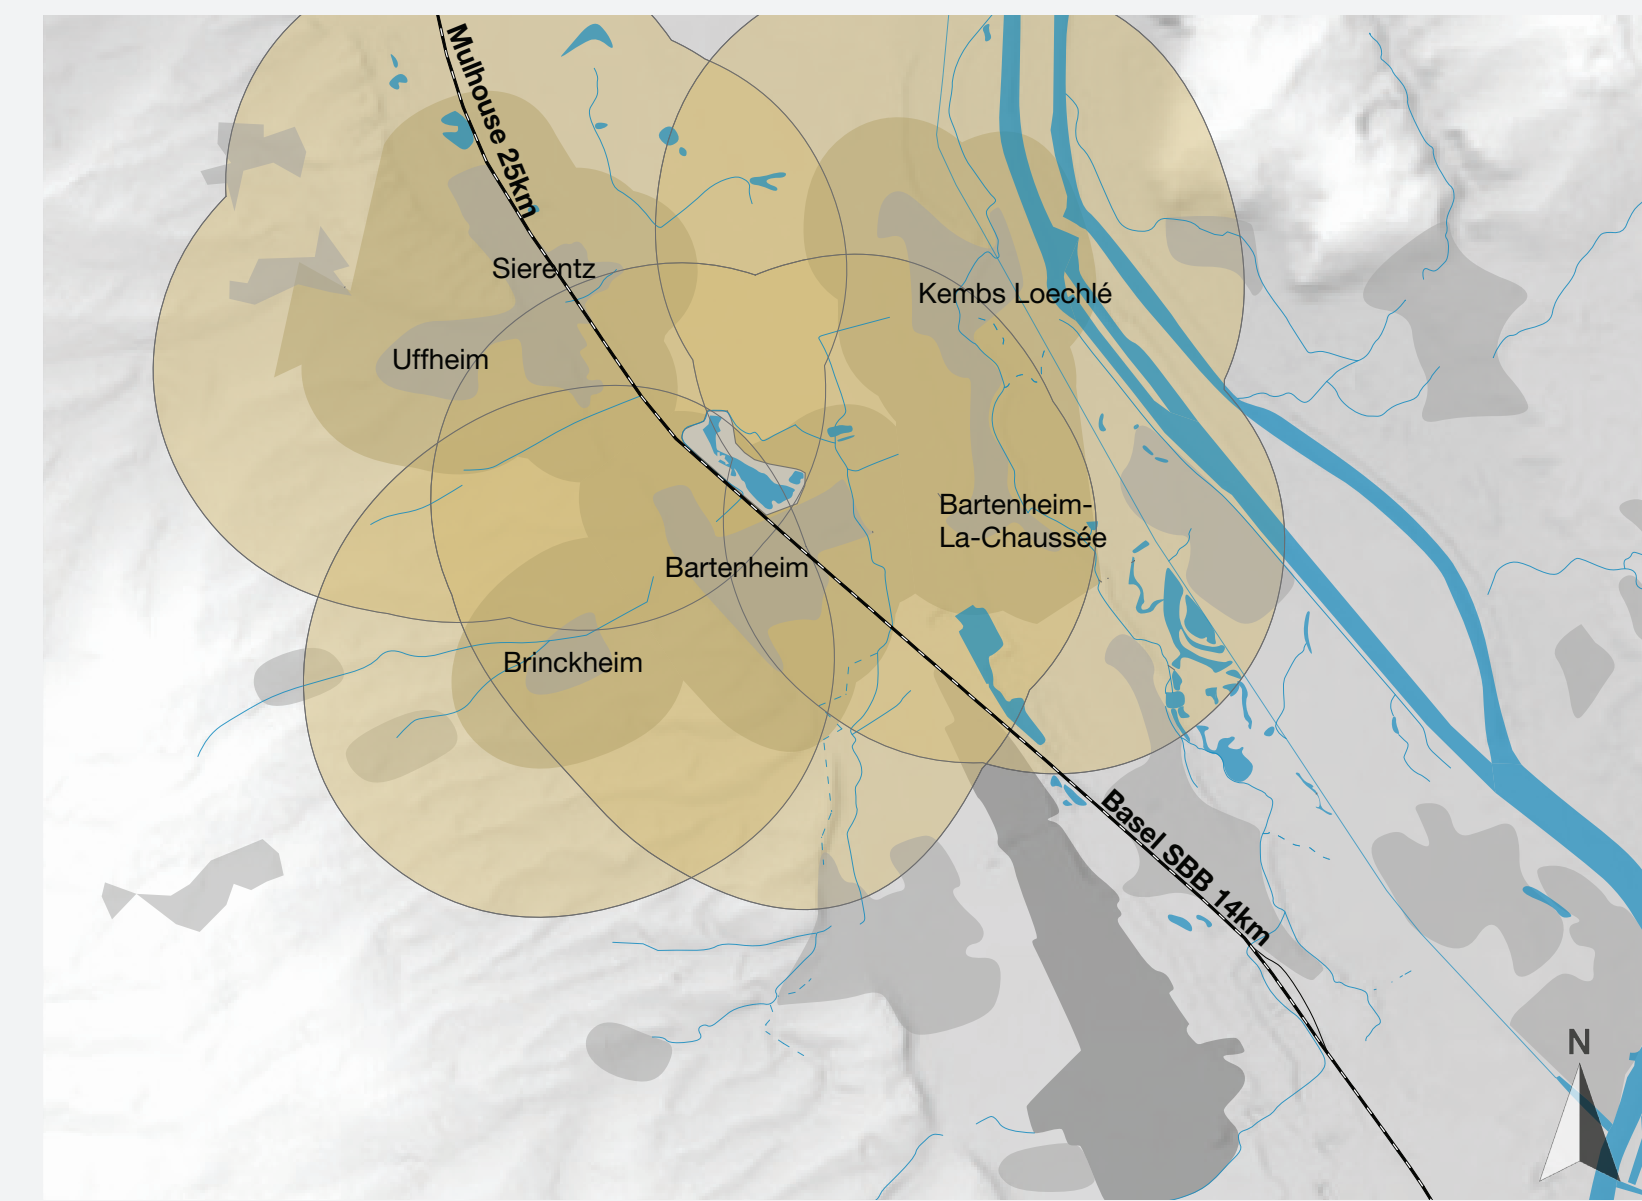 Mulhouse 25km
Sierentz
Kembs Loechlé
Uffheim
Bartenheim-
La-Chaussée
Bartenheim
Brinckheim
Basel SBB 14km
N